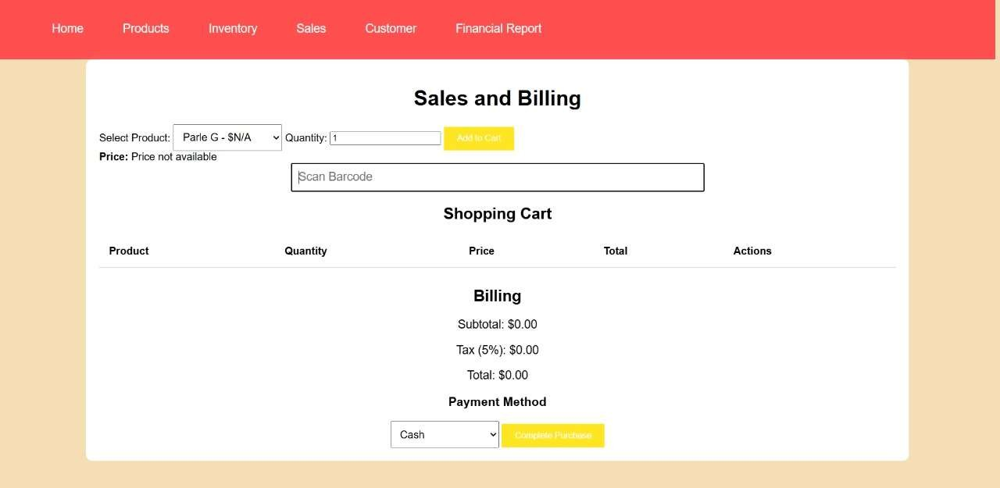 Home Products Inventory Sales Customer Financial Report
Sales and Billing
Select Product: Parle G - $N/A Quantity: 1 Add to Cart
Price: Price not available
Scan Barcode
Shopping Cart
Product Quantity Price Total Actions
Billing
Subtotal: $0.00
Tax (5%): $0.00
Total: $0.00
Payment Method
Cash Complete Purchase